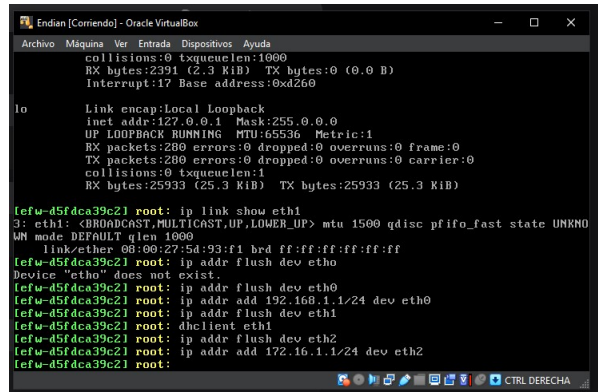 Endian [Corriendo] - Oracle VirtualBox
Archivo Máquina Ver Entrada Dispositivos Ayuda
collisions:0 txqueuelen:1000
RX bytes:2391 (2.3 KiB) TX bytes:0 (0.0 B)
Interrupt:17 Base address:0xd260
lo Link encap:Local Loopback
inet addr:127.0.0.1 Mask:255.0.0.0
UP LOOPBACK RUNNING MTU:65536 Metric:1
RX packets:280 errors:0 dropped:0 overruns:0 frame:0
TX packets:280 errors:0 dropped:0 overruns:0 carrier:0
collisions:0 txqueuelen:1
RX bytes:25933 (25.3 KiB) TX bytes:25933 (25.3 KiB)
[efw-d5fdca39c2] root: ip link show eth1
3: eth1: <BROADCAST,MULTICAST,UP,LOWER_UP> mtu 1500 qdisc pfifo_fast state UNKNO
WN mode DEFAULT qlen 1000
link/ether 08:00:27:5d:93:f1 brd ff:ff:ff:ff:ff:ff
[efw-d5fdca39c2] root: ip addr flush dev etho
Device "etho" does not exist.
[efw-d5fdca39c2] root: ip addr flush dev eth0
[efw-d5fdca39c2] root: ip addr add 192.168.1.1/24 dev eth0
[efw-d5fdca39c2] root: ip addr flush dev eth1
[efw-d5fdca39c2] root: dhclient eth1
[efw-d5fdca39c2] root: ip addr flush dev eth2
[efw-d5fdca39c2] root: ip addr add 172.16.1.1/24 dev eth2
[efw-d5fdca39c2] root:
CTRL DERECHA